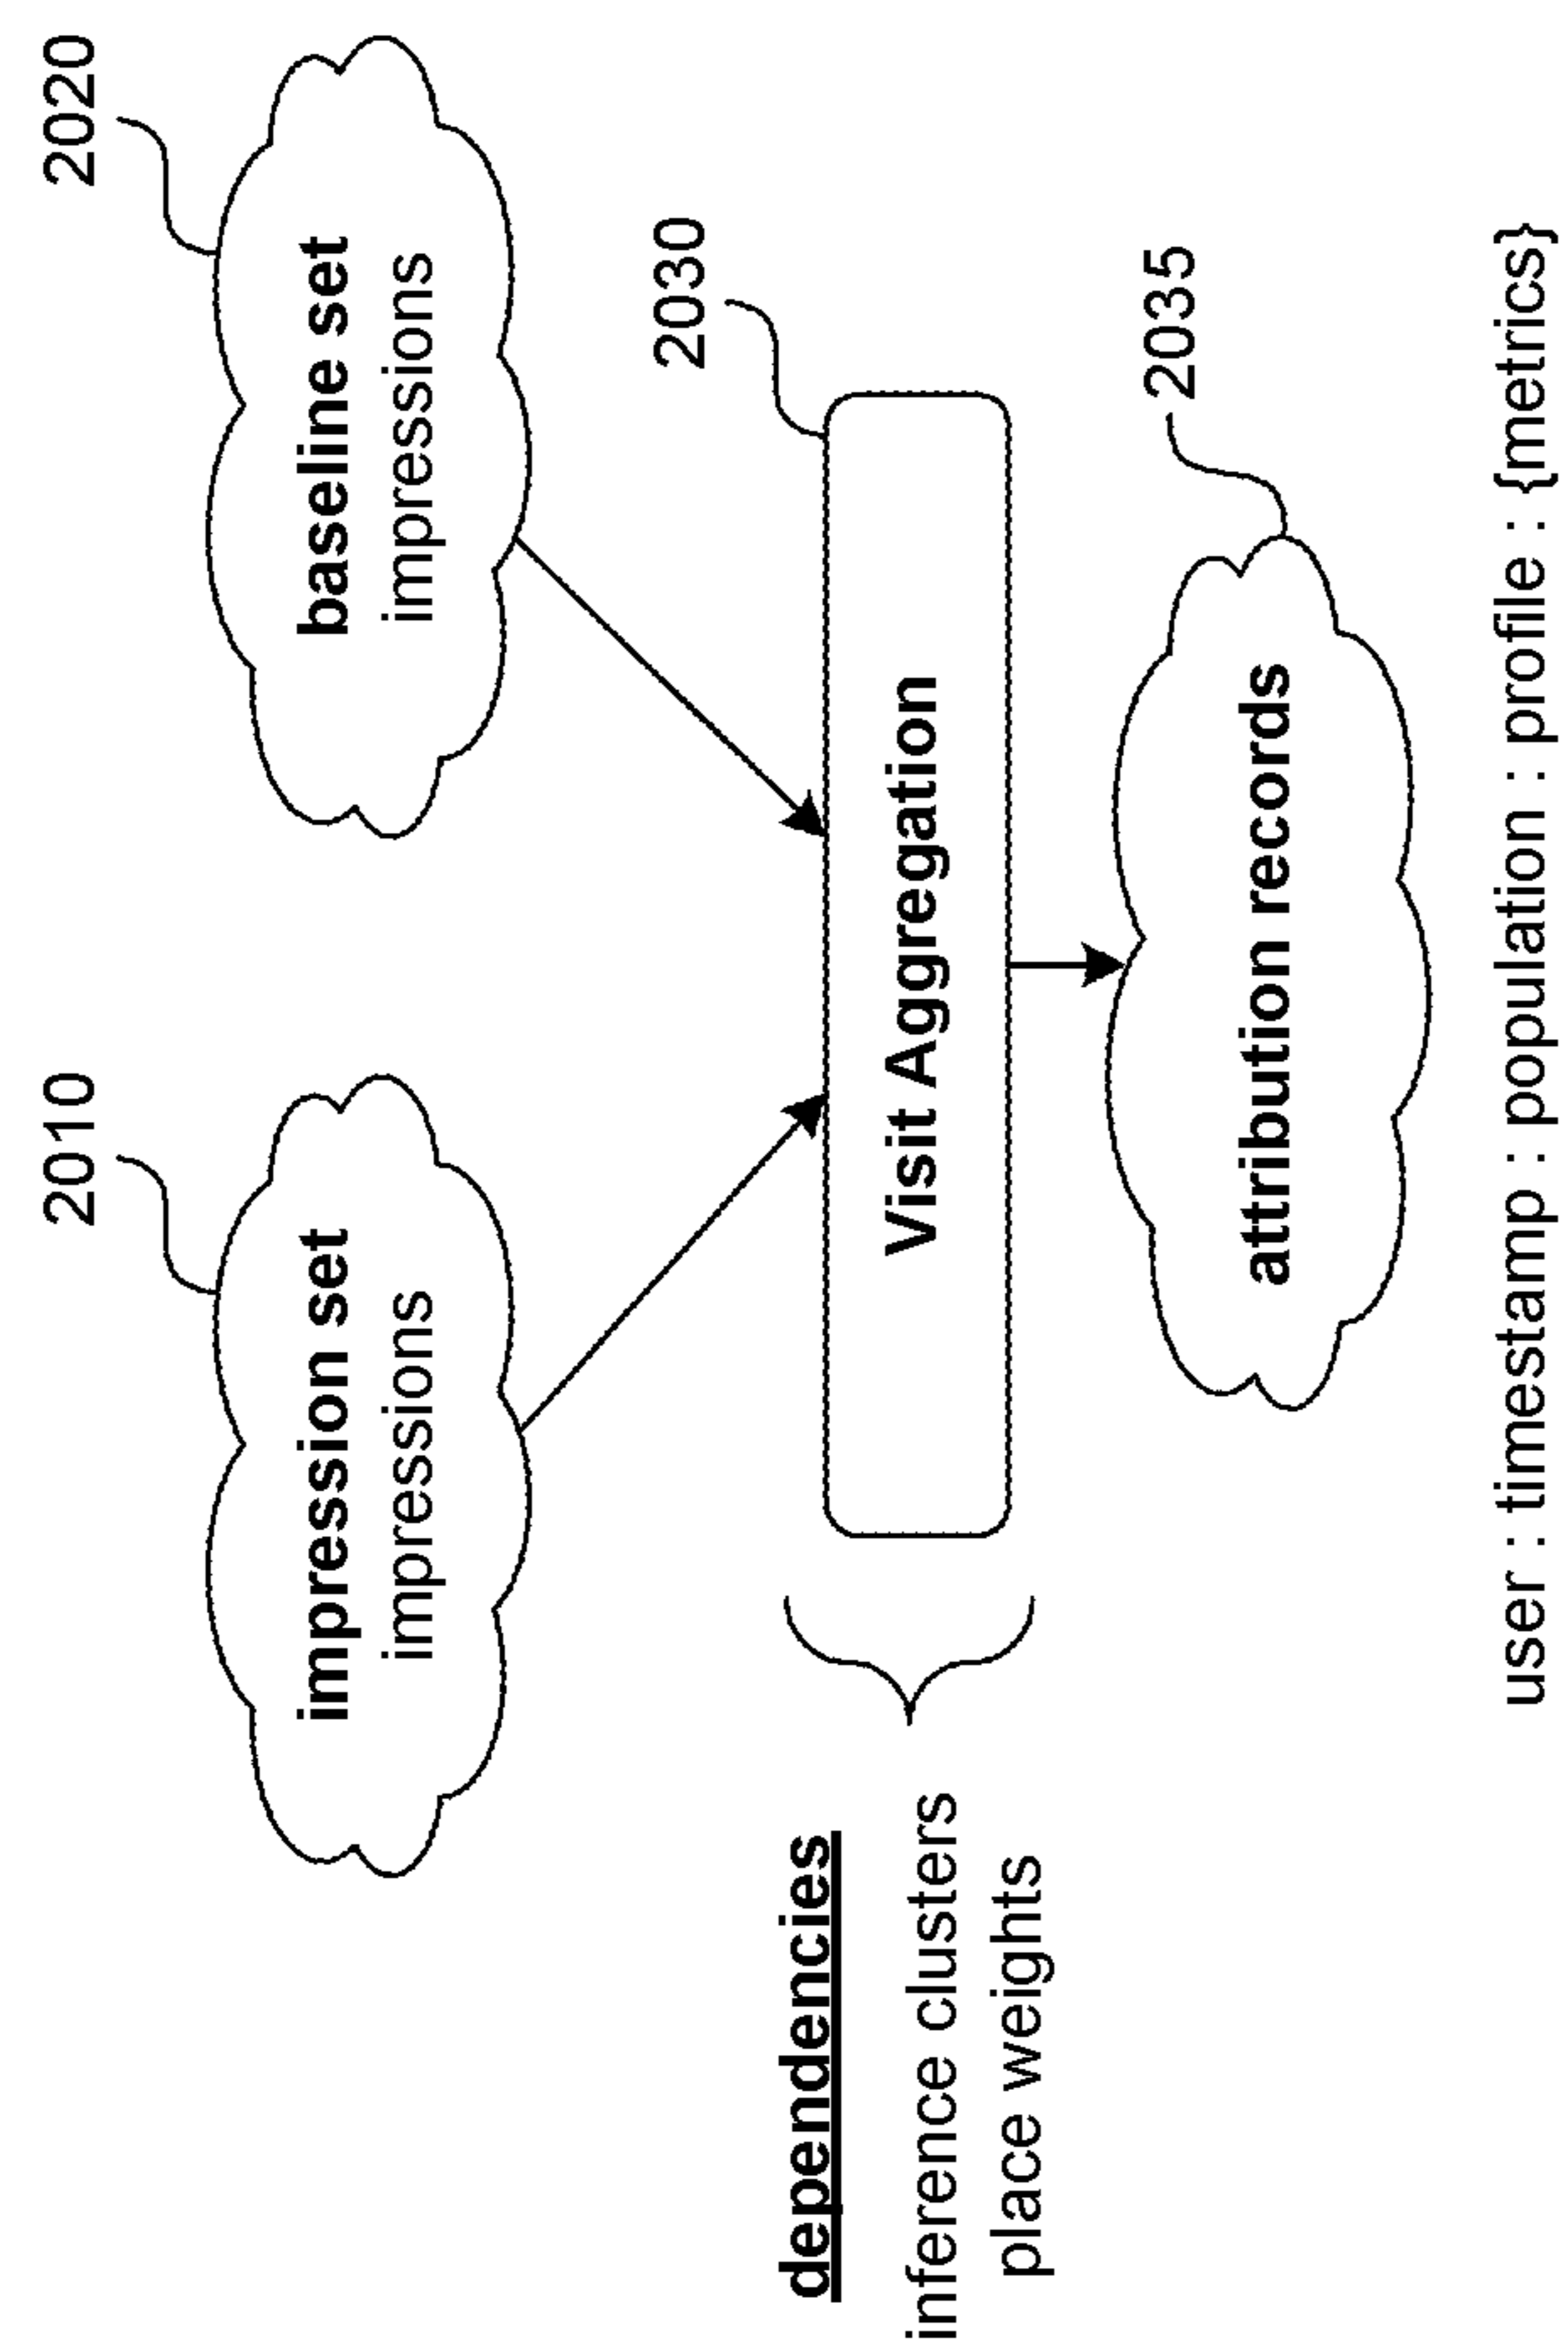 2010
2020
impression set
impressions
baseline set
impressions
2030
dependencies
inference clusters
place weights
Visit Aggregation
2035
attribution records
user : timestamp : population : profile : {metrics}